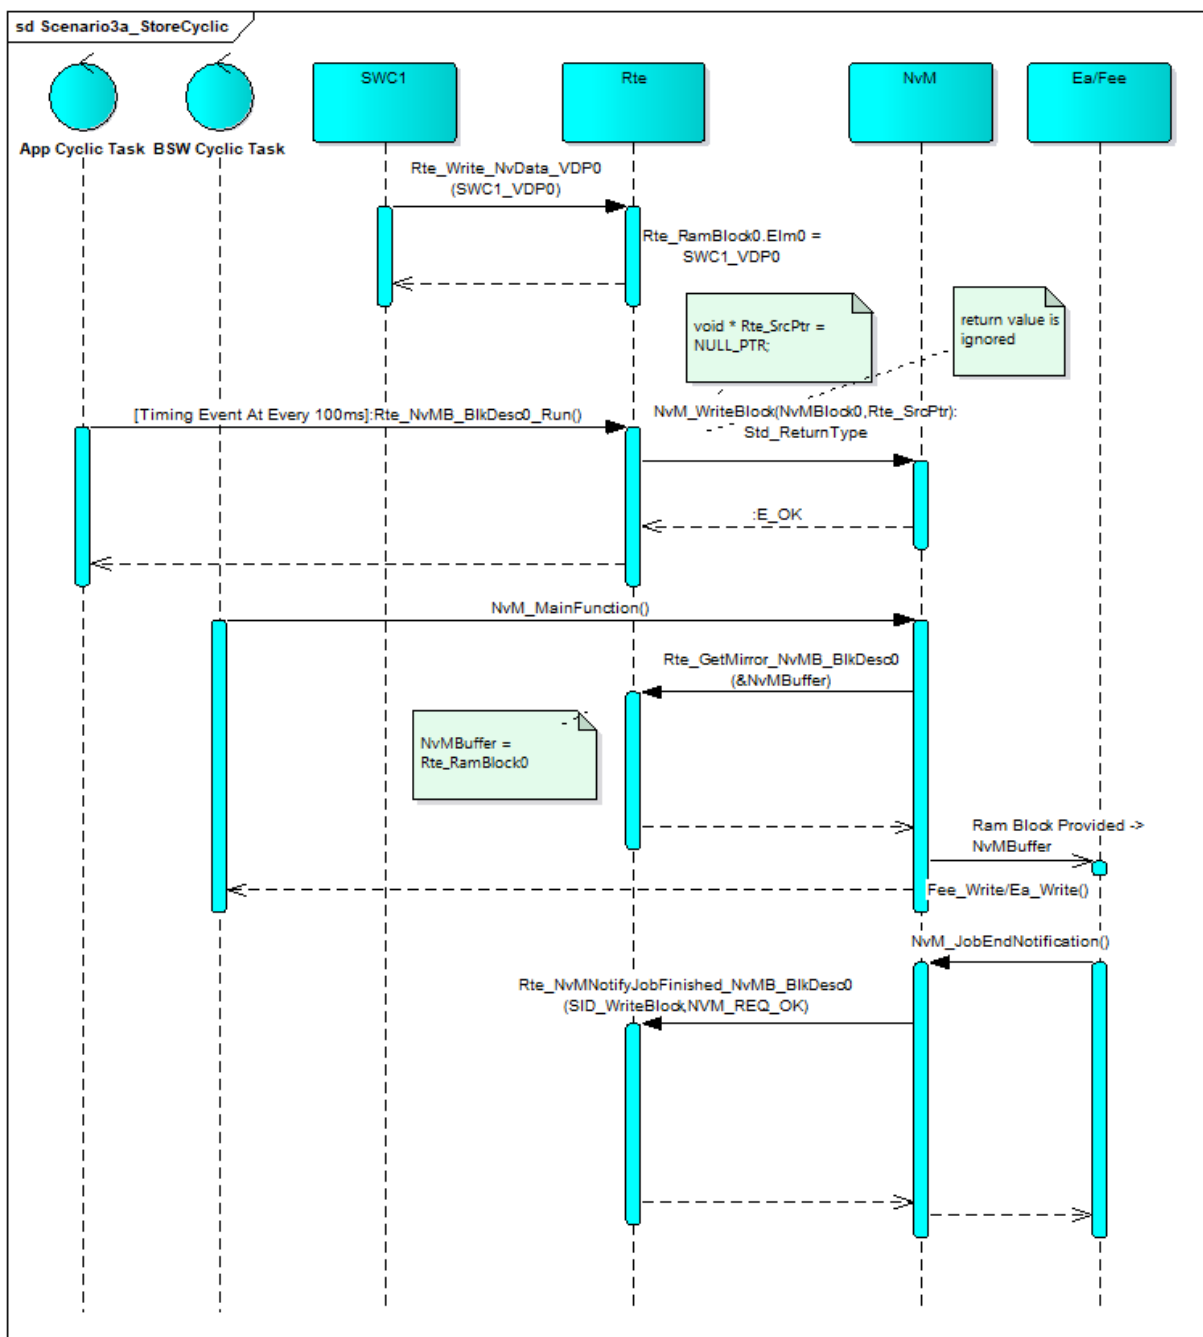 sd Scenario3a_StoreCyclic
SWC1
Rte
NvM
Ea/Fee
App Cyclic Task
BSW Cyclic Task
Rte_Write_NvData_VDP0
(SWC1_VDP0)
Rte_RamBlock0.Elm0 =
SWC1_VDP0
void * Rte_SrcPtr =
NULL_PTR;
return value is
ignored
[Timing Event At Every 100ms]:Rte_NvMB_BlkDesc0_Run()
NvM_WriteBlock(NvMBlock0,Rte_SrcPtr):
Std_ReturnType
:E_OK
NvM_MainFunction()
Rte_GetMirror_NvMB_BlkDesc0
(&NvMBuffer)
NvMBuffer =
Rte_RamBlock0
Ram Block Provided ->
NvMBuffer
Fee_Write/Ea_Write()
NvM_JobEndNotification()
Rte_NvMNotifyJobFinished_NvMB_BlkDesc0
(SID_WriteBlock,NVM_REQ_OK)